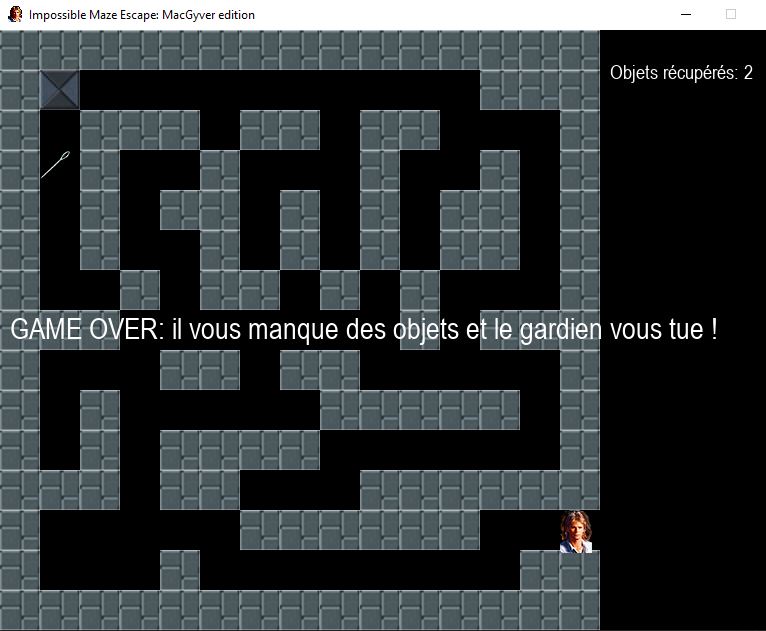 Impossible Maze Escape: MacGyver edition
Objets récupérés: 2
GAME OVER: il vous manque des objets et le gardien vous tue !